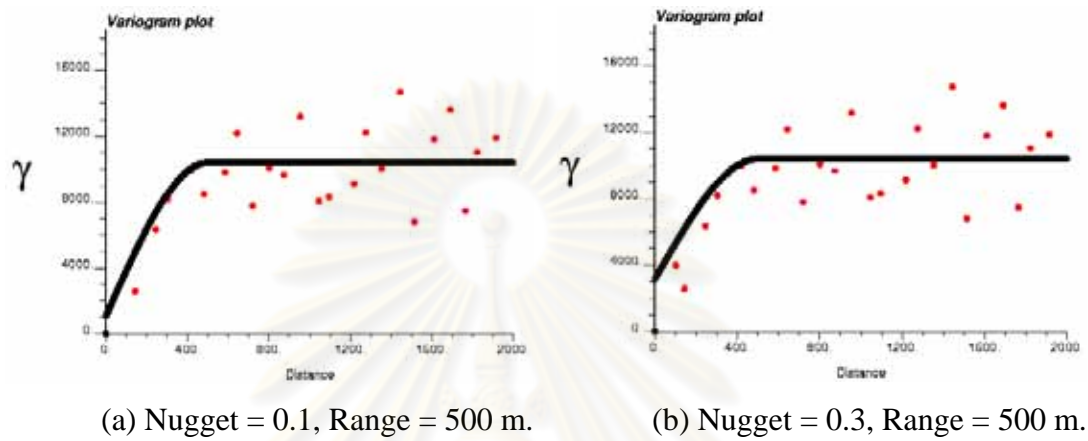 Variogram plot
16000
12000
γ
8000
4000
0
0 400 800. 1200 1600 2000
Distance
(a) Nugget = 0.1, Range = 500 m.
Variogram plot
16000.
12000.
γ
8000.
4000.
0.
0. 400. 800. 1200. 1600. 2000.
Distance
(b) Nugget = 0.3, Range = 500 m.